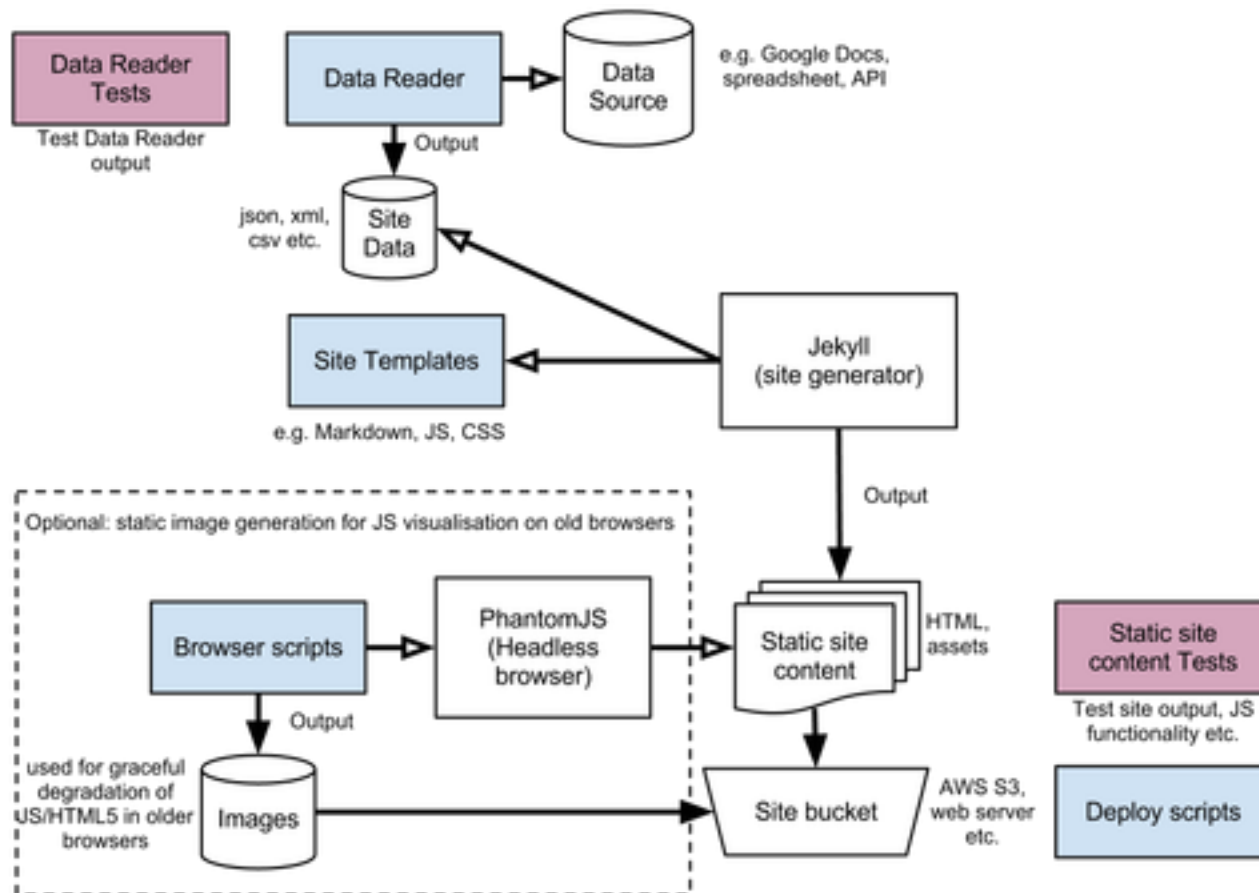 Data Reader
Tests
Test Data Reader
output
Data Reader
Data
Source
e.g. Google Docs,
spreadsheet, API
Output
json, xml,
csv etc.
Site
Data
Site Templates
e.g. Markdown, JS, CSS
Jekyll
(site generator)
Output
Optional: static image generation for JS visualisation on old browsers
Browser scripts
PhantomJS
(Headless
browser)
Static site
content
HTML,
assets
Static site
content Tests
Test site output, JS
functionality etc.
Output
used for graceful
degradation of
JS/HTML5 in older
browsers
Images
Site bucket
AWS S3,
web server
etc.
Deploy scripts